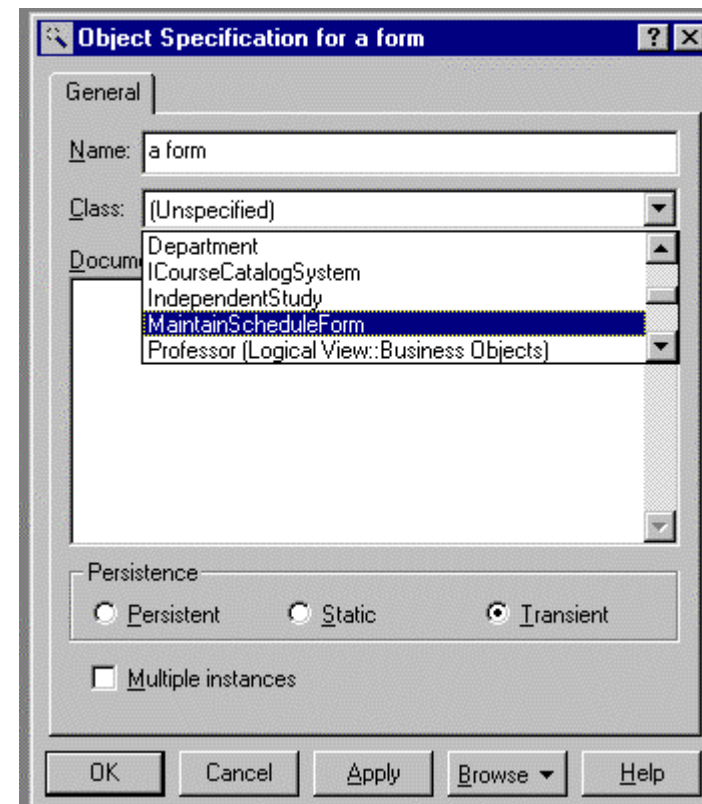 Object Specification for a form
General
Name: a form
Class: (Unspecified)
Docum
Department
ICourseCatalogSystem
IndependentStudy
MaintainScheduleForm
Professor (Logical View::Business Objects)
Persistence
Persistent Static Transient
Multiple instances
OK Cancel Apply Browse Help